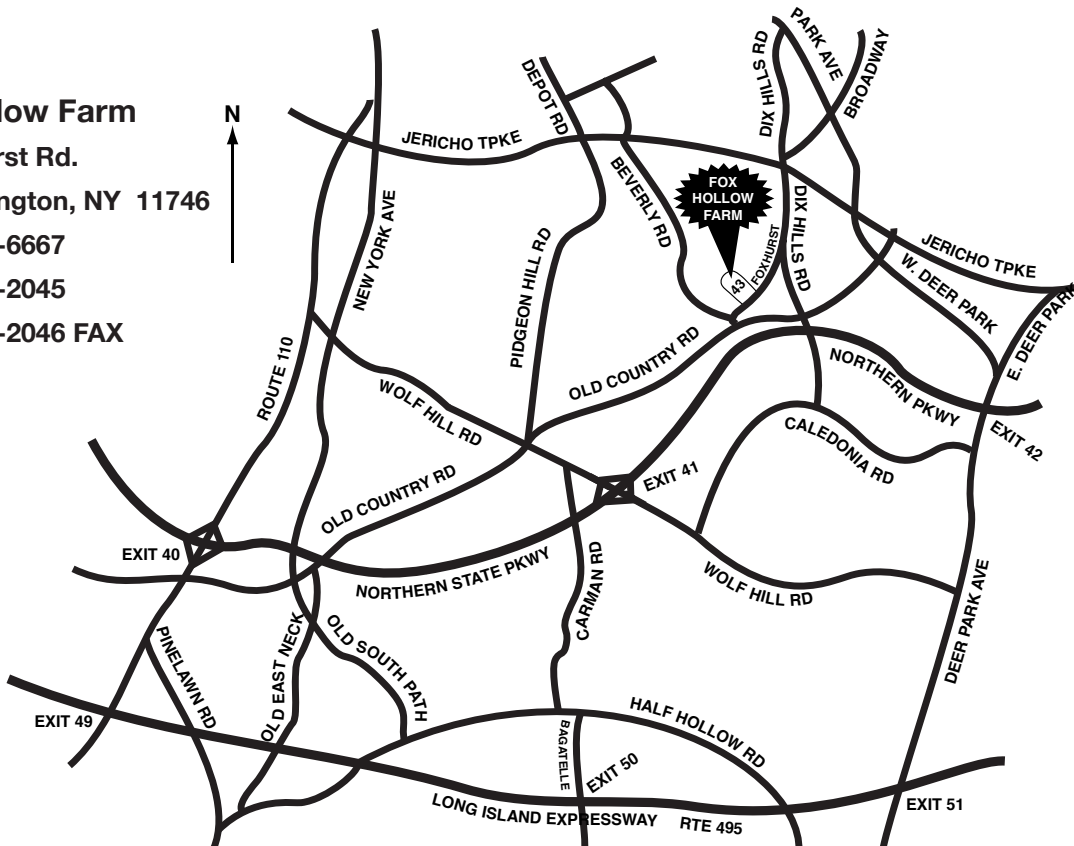 low Farm
rst Rd.
ngton, NY 11746
-6667
-2045
-2046 FAX
N
JERICHO TPKE
DEPOT RD
DIX HILLS RD
PARK AVE
BROADWAY
BEVERLY RD
FOX
HOLLOW
FARM
43
FOXHURST
DIX HILLS RD
JERICHO TPKE
W. DEER PARK
E. DEER PARK
NEW YORK AVE
PIDGEON HILL RD
ROUTE 110
WOLF HILL RD
OLD COUNTRY RD
NORTHERN PKWY
EXIT 42
CALEDONIA RD
OLD COUNTRY RD
EXIT 41
EXIT 40
NORTHERN STATE PKWY
CARMAN RD
WOLF HILL RD
DEER PARK AVE
PINELAWN RD
OLD EAST NECK
OLD SOUTH PATH
EXIT 49
HALF HOLLOW RD
BAGATELLE
EXIT 50
LONG ISLAND EXPRESSWAY RTE 495
EXIT 51